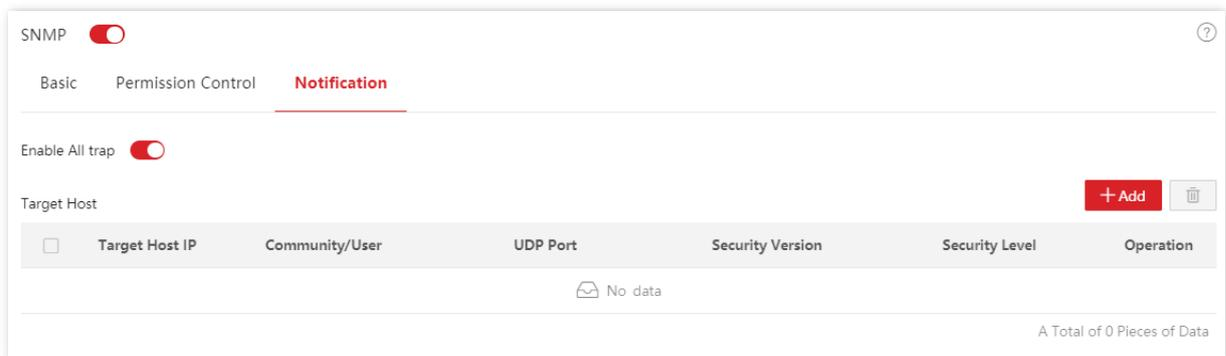 SNMP ?
Basic Permission Control Notification
Enable All trap
+ Add
Target Host
Target Host IP Community/User UDP Port Security Version Security Level Operation
No data
A Total of 0 Pieces of Data